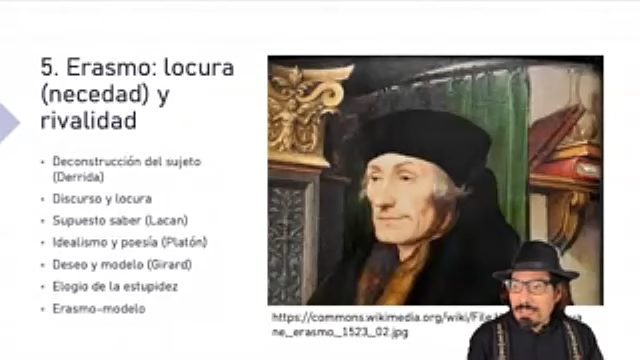 5. Erasmo: locura
(necedad) y
rivalidad
• Deconstrucción del sujeto
(Derrida)
• Discurso y locura
• Supuesto saber (Lacan)
• Idealismo y poesía (Platón)
• Deseo y modelo (Girard)
• Elogio de la estupidez
• Erasmo-modelo
https://commons.wikimedia.org/wiki/File:
ne_erasmo_1523_02.jpg